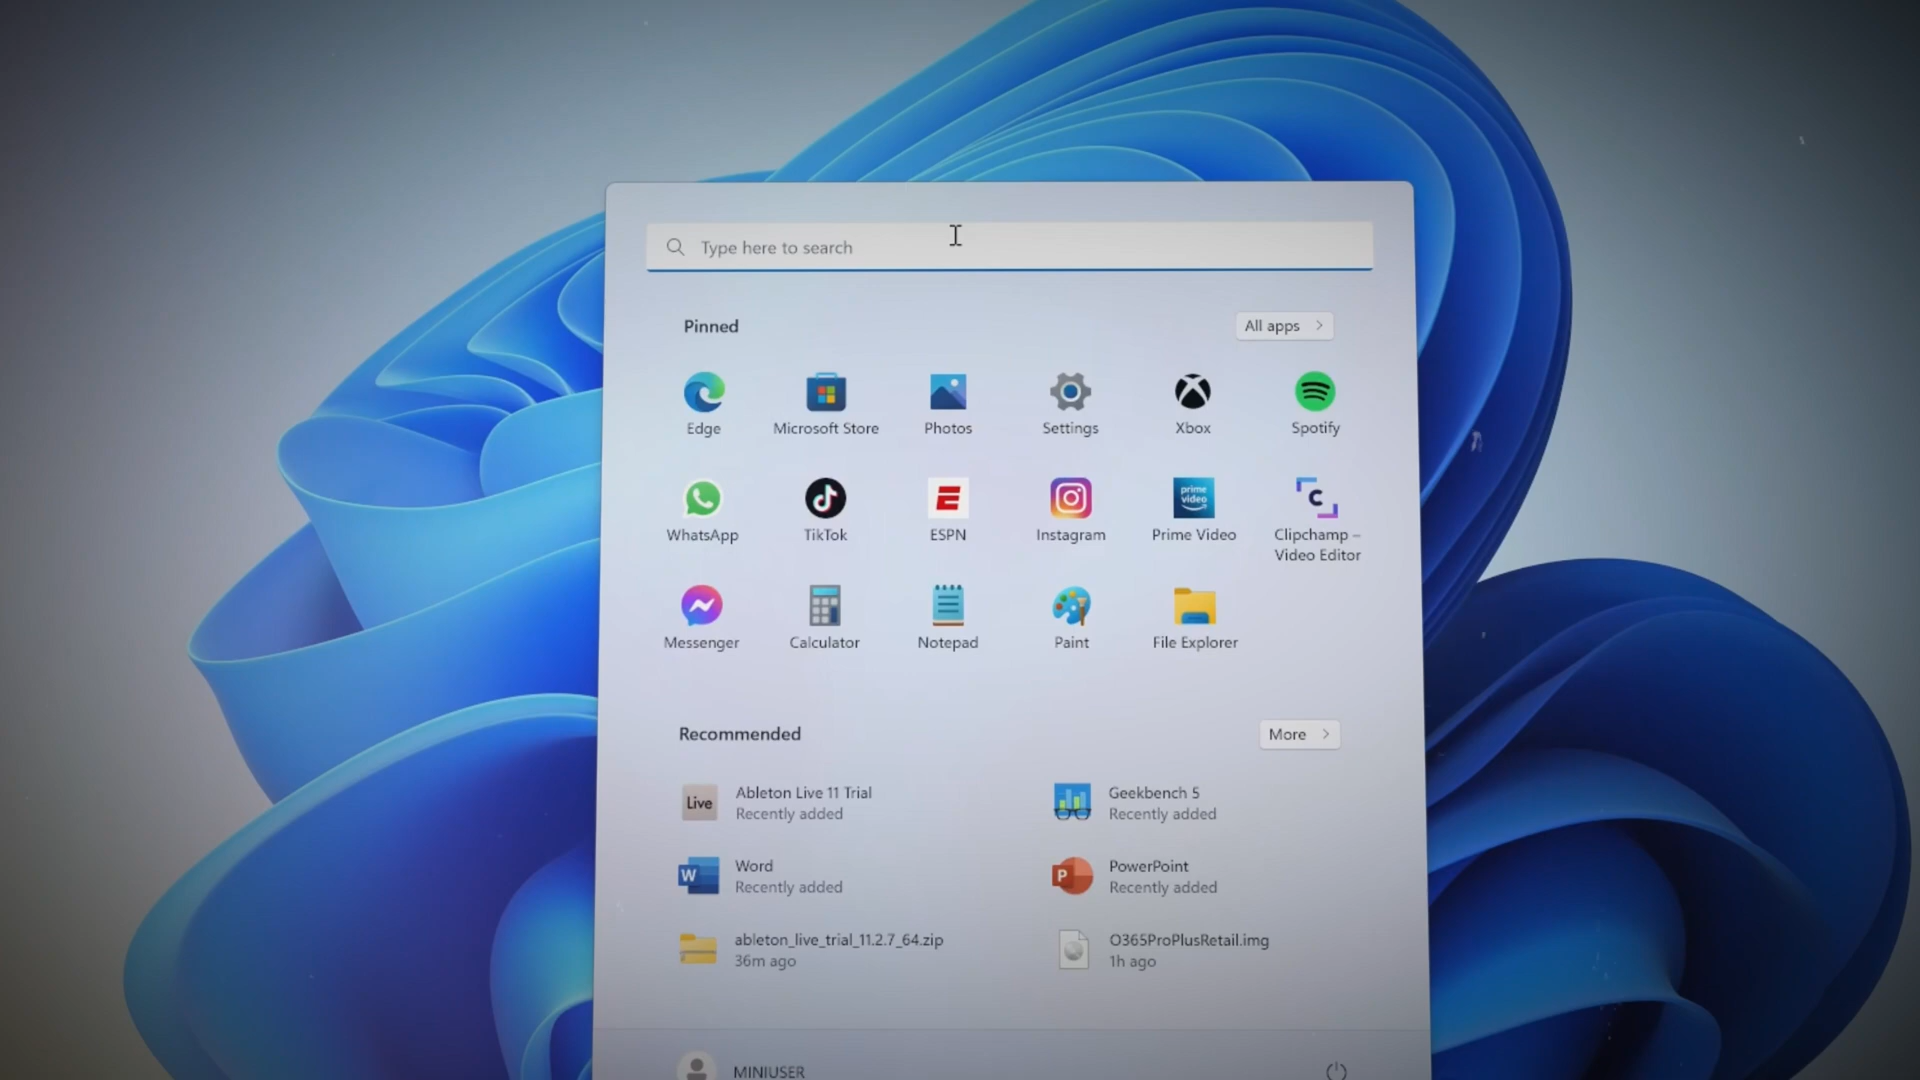 Type here to search
Pinned
All apps
Edge
Microsoft Store
Photos
Settings
Xbox
Spotify
prime
video
WhatsApp
TikTok
ESPN
Instagram
Prime Video
Clipchamp –
Video Editor
Messenger
Calculator
Notepad
Paint
File Explorer
Recommended
More
Live
Ableton Live 11 Trial
Recently added
Geekbench 5
Recently added
W
Word
Recently added
P
PowerPoint
Recently added
ableton_live_trial_11.2.7_64.zip
36m ago
O365ProPlusRetail.img
1h ago
MINIUSER